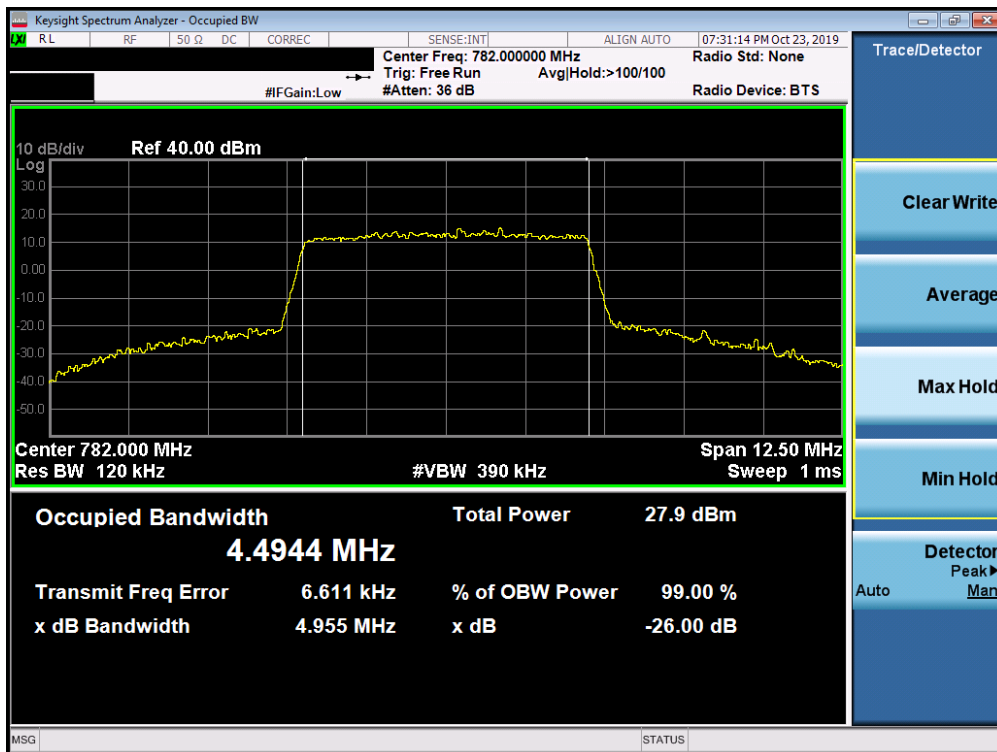 Keysight Spectrum Analyzer - Occupied BW
LXI RL RF 50 Ω DC CORREC SENSE:INT ALIGN AUTO 07:31:14 PM Oct 23, 2019
Center Freq: 782.000000 MHz Radio Std: None
Trig: Free Run Avg|Hold:>100/100
#IFGain:Low #Atten: 36 dB Radio Device: BTS
10 dB/div Ref 40.00 dBm
Log
30.0
20.0
10.0
0.00
-10.0
-20.0
-30.0
-40.0
-50.0
Center 782.000 MHz Span 12.50 MHz
Res BW 120 kHz #VBW 390 kHz Sweep 1 ms
Occupied Bandwidth Total Power 27.9 dBm
4.4944 MHz
Transmit Freq Error 6.611 kHz % of OBW Power 99.00 %
x dB Bandwidth 4.955 MHz x dB -26.00 dB
MSG STATUS
Trace/Detector
Clear Write
Average
Max Hold
Min Hold
Detector
Peak▶
Auto Man